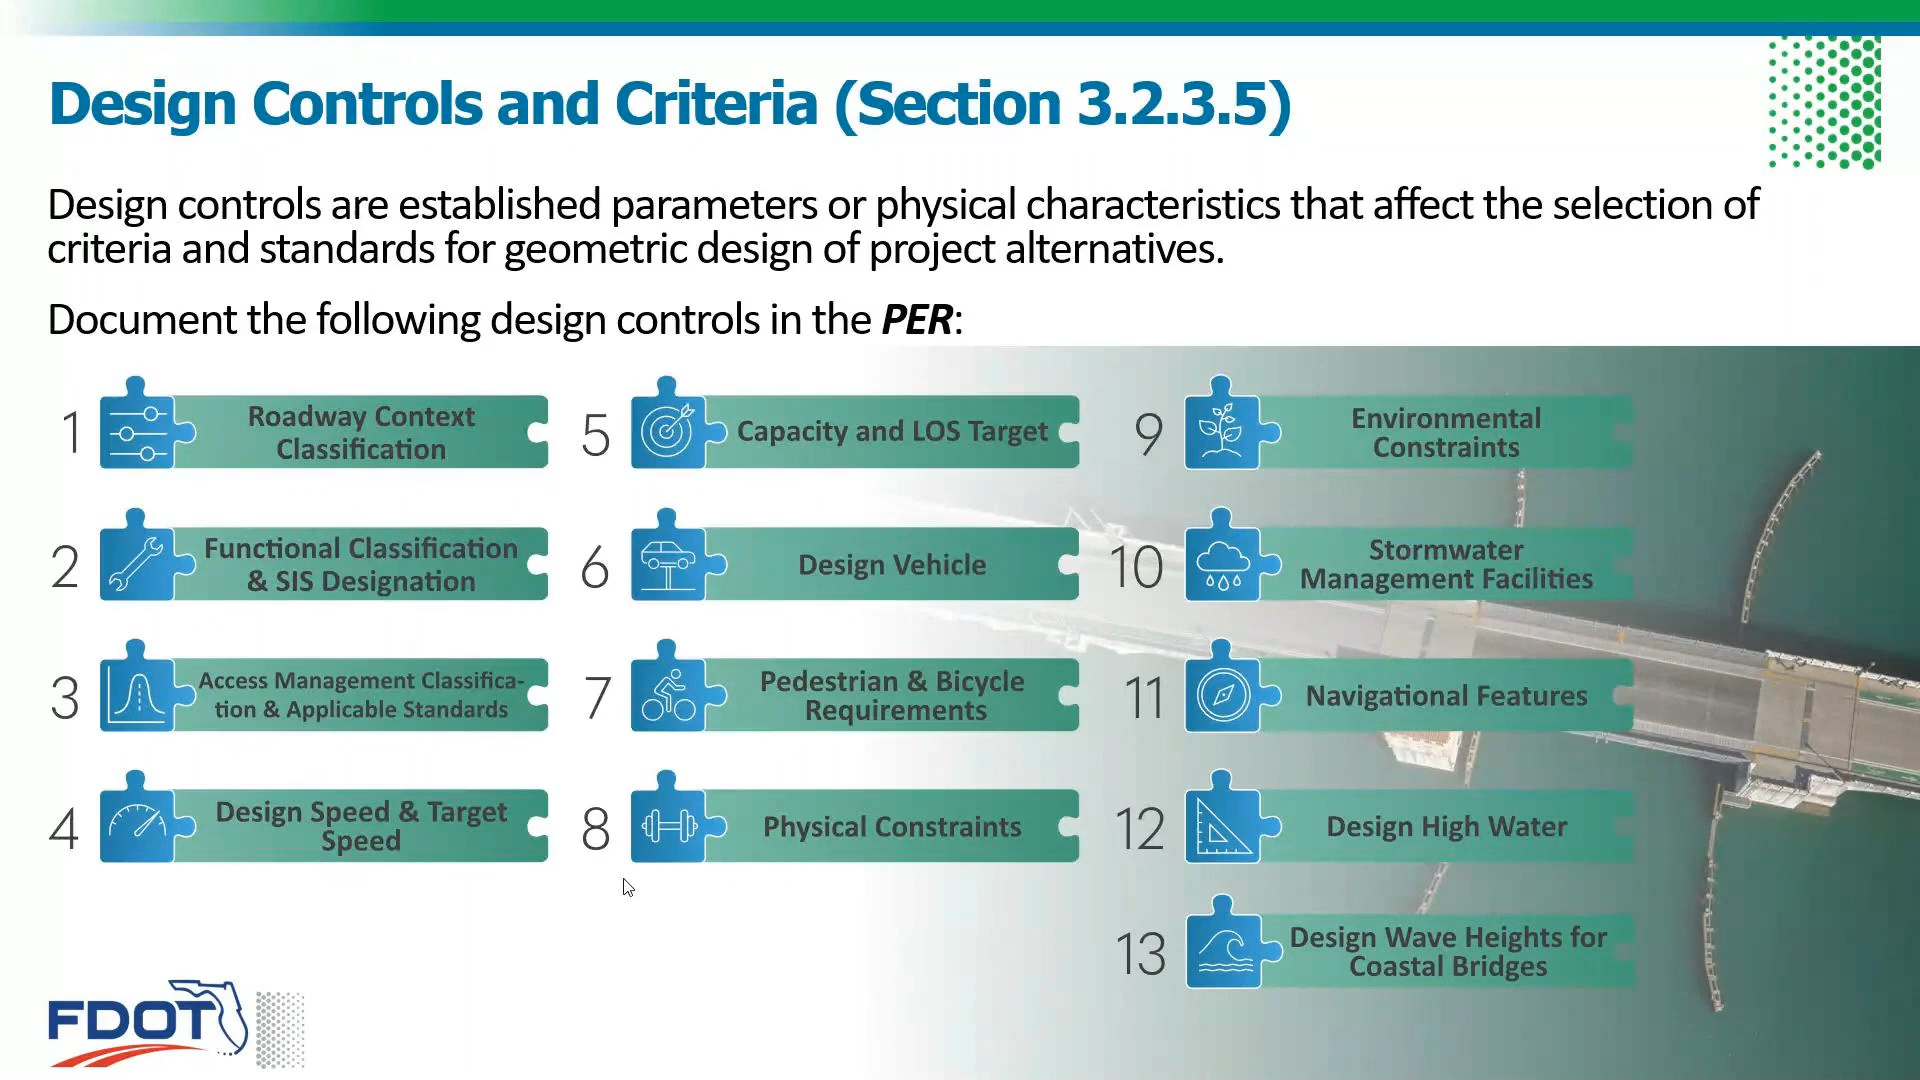 Design Controls and Criteria (Section 3.2.3.5)
Design controls are established parameters or physical characteristics that affect the selection of
criteria and standards for geometric design of project alternatives.
Document the following design controls in the PER:
1
Roadway Context
Classification
2
Functional Classification
& SIS Designation
3
Access Management Classifica-
tion & Applicable Standards
4
Design Speed & Target
Speed
5
Capacity and LOS Target
6
Design Vehicle
7
Pedestrian & Bicycle
Requirements
8
Physical Constraints
9
Environmental
Constraints
10
Stormwater
Management Facilities
11
Navigational Features
12
Design High Water
13
Design Wave Heights for
Coastal Bridges
FDOT